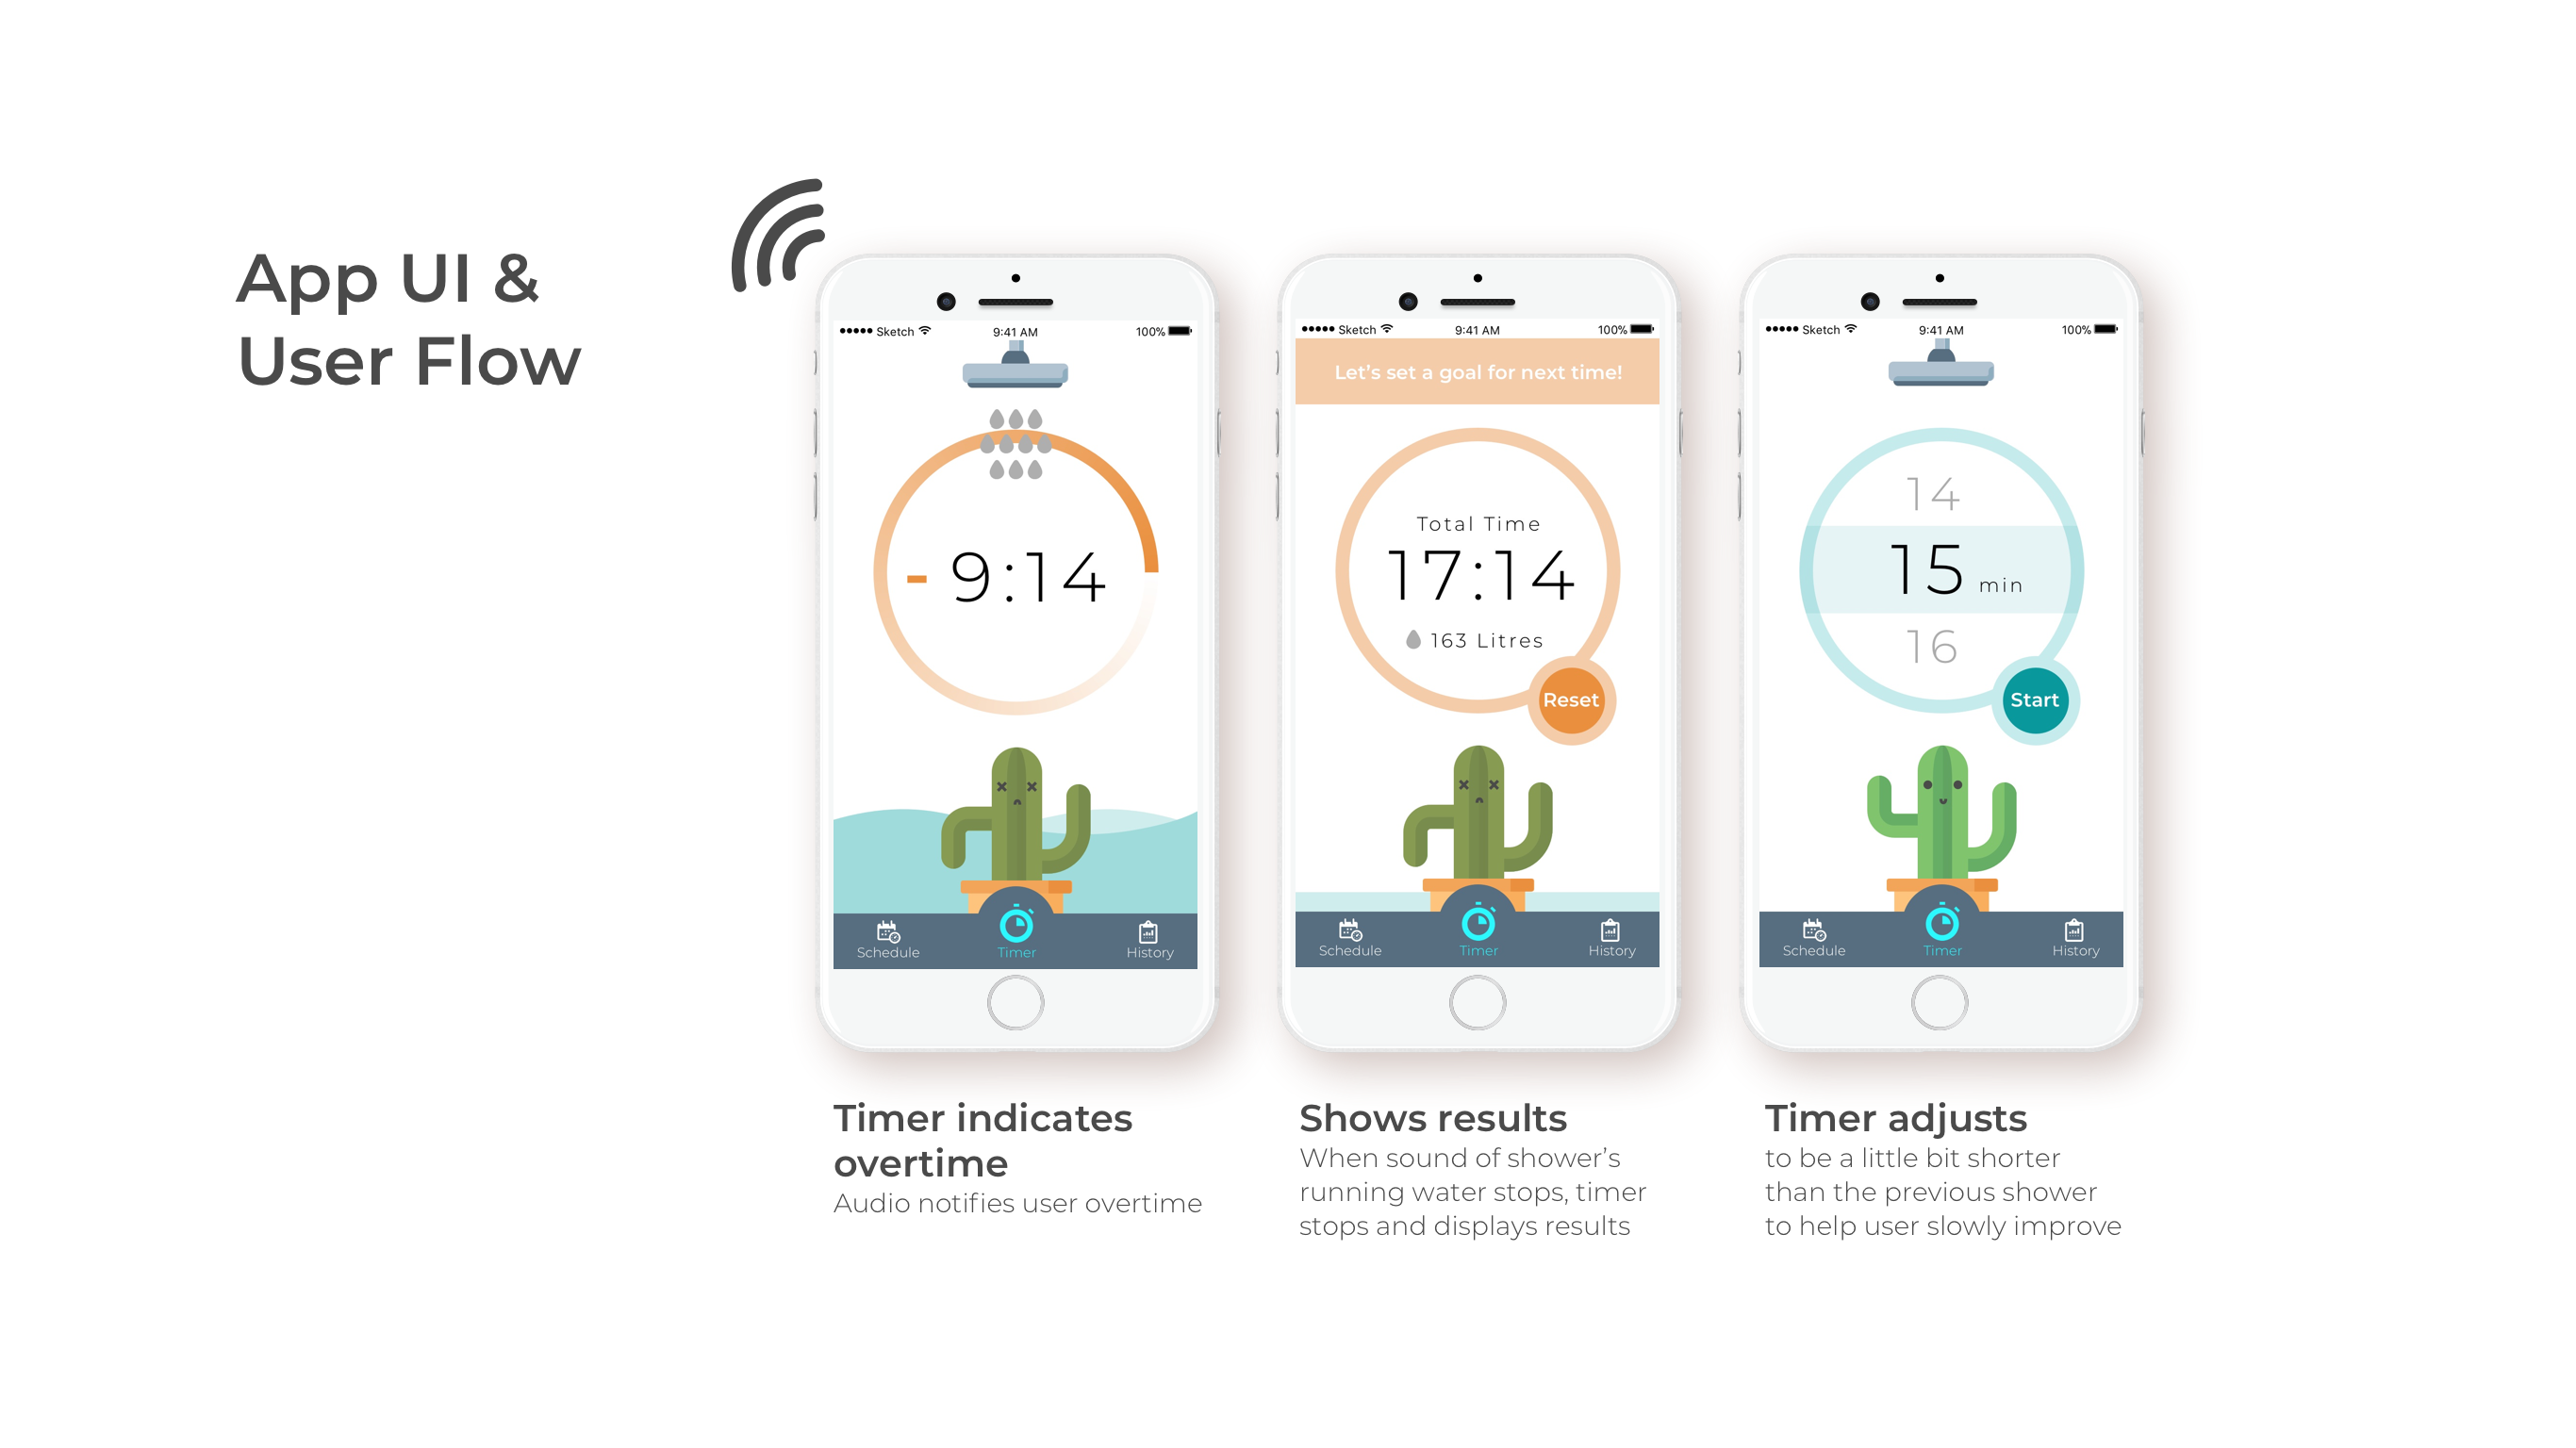 App UI &
User Flow
Sketch
9:41 AM
100%
- 9:14
Schedule
Timer
History
Timer indicates
overtime
Audio notifies user overtime
Sketch
9:41 AM
100%
Let's set a goal for next time!
Total Time
17:14
163 Litres
Reset
Schedule
Timer
History
Shows results
When sound of shower's
running water stops, timer
stops and displays results
Sketch
9:41 AM
100%
14
15 min
16
Start
Schedule
Timer
History
Timer adjusts
to be a little bit shorter
than the previous shower
to help user slowly improve